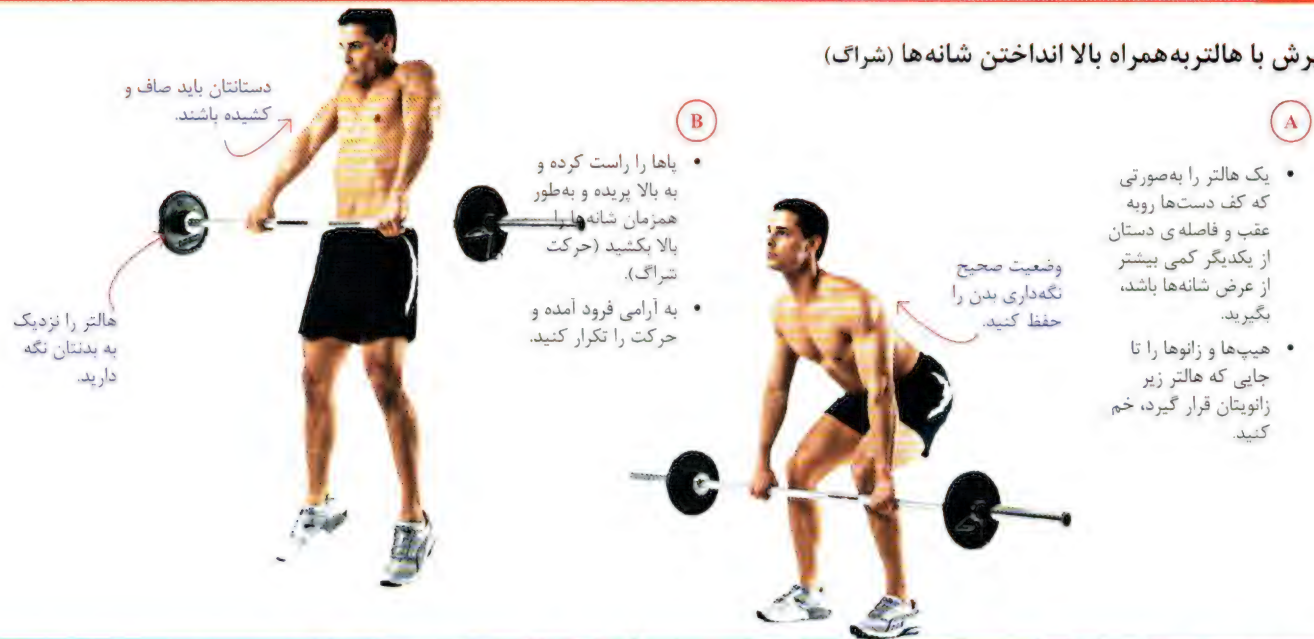 پرش با هالتربه‌همراه بالا انداختن شانه‌ها (شراگ)
A
• یک هالتر را به‌صورتی
که کف دست‌ها روبه
عقب و فاصله ی دستان
از یکدیگر کمی بیشتر
از عرض شانه‌ها باشد،
بگیرید.
• هیپ‌ها و زانوها را تا
جایی که هالتر زیر
زانویتان قرار گیرد، خم
کنید.
وضعیت صحیح
نگه‌داری بدن را
حفظ کنید.
B
• پاها را راست کرده و
به بالا پریده و به‌طور
همزمان شانه‌ها را
بالا بکشید (حرکت
شراگ).
• به آرامی فرود آمده و
حرکت را تکرار کنید.
دستانتان باید صاف و
کشیده باشند.
هالتر را نزدیک
به بدنتان نگه
دارید.